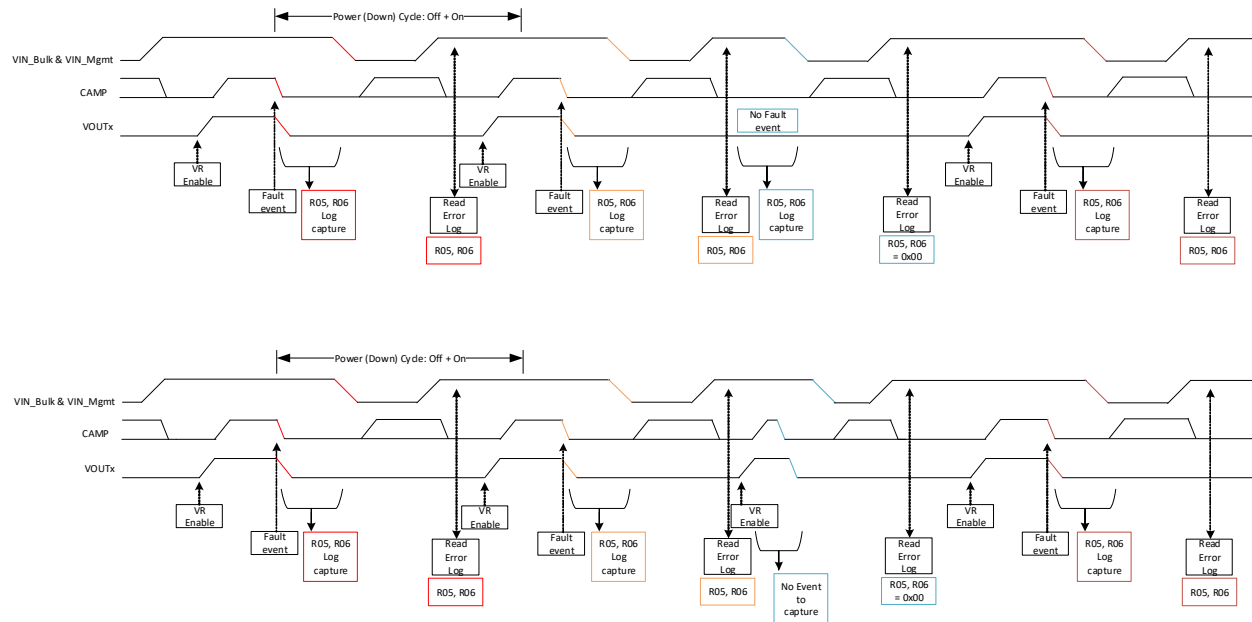 Power (Down) Cycle: Off + On
VIN_Bulk & VIN_Mgmt
CAMP
VOUTx
No Fault
event
VR
Enable
Fault
event
R05, R06
Log
capture
Read
Error
Log
R05, R06
VR
Enable
Fault
event
R05, R06
Log
capture
Read
Error
Log
R05, R06
R05, R06
Log
capture
Read
Error
Log
R05, R06
= 0x00
VR
Enable
Fault
event
R05, R06
Log
capture
Read
Error
Log
R05, R06
Power (Down) Cycle: Off + On
VIN_Bulk & VIN_Mgmt
CAMP
VOUTx
VR
Enable
Fault
event
R05, R06
Log
capture
Read
Error
Log
R05, R06
VR
Enable
Fault
event
R05, R06
Log
capture
Read
Error
Log
R05, R06
VR
Enable
No Event
to
capture
Read
Error
Log
R05, R06
= 0x00
VR
Enable
Fault
event
R05, R06
Log
capture
Read
Error
Log
R05, R06